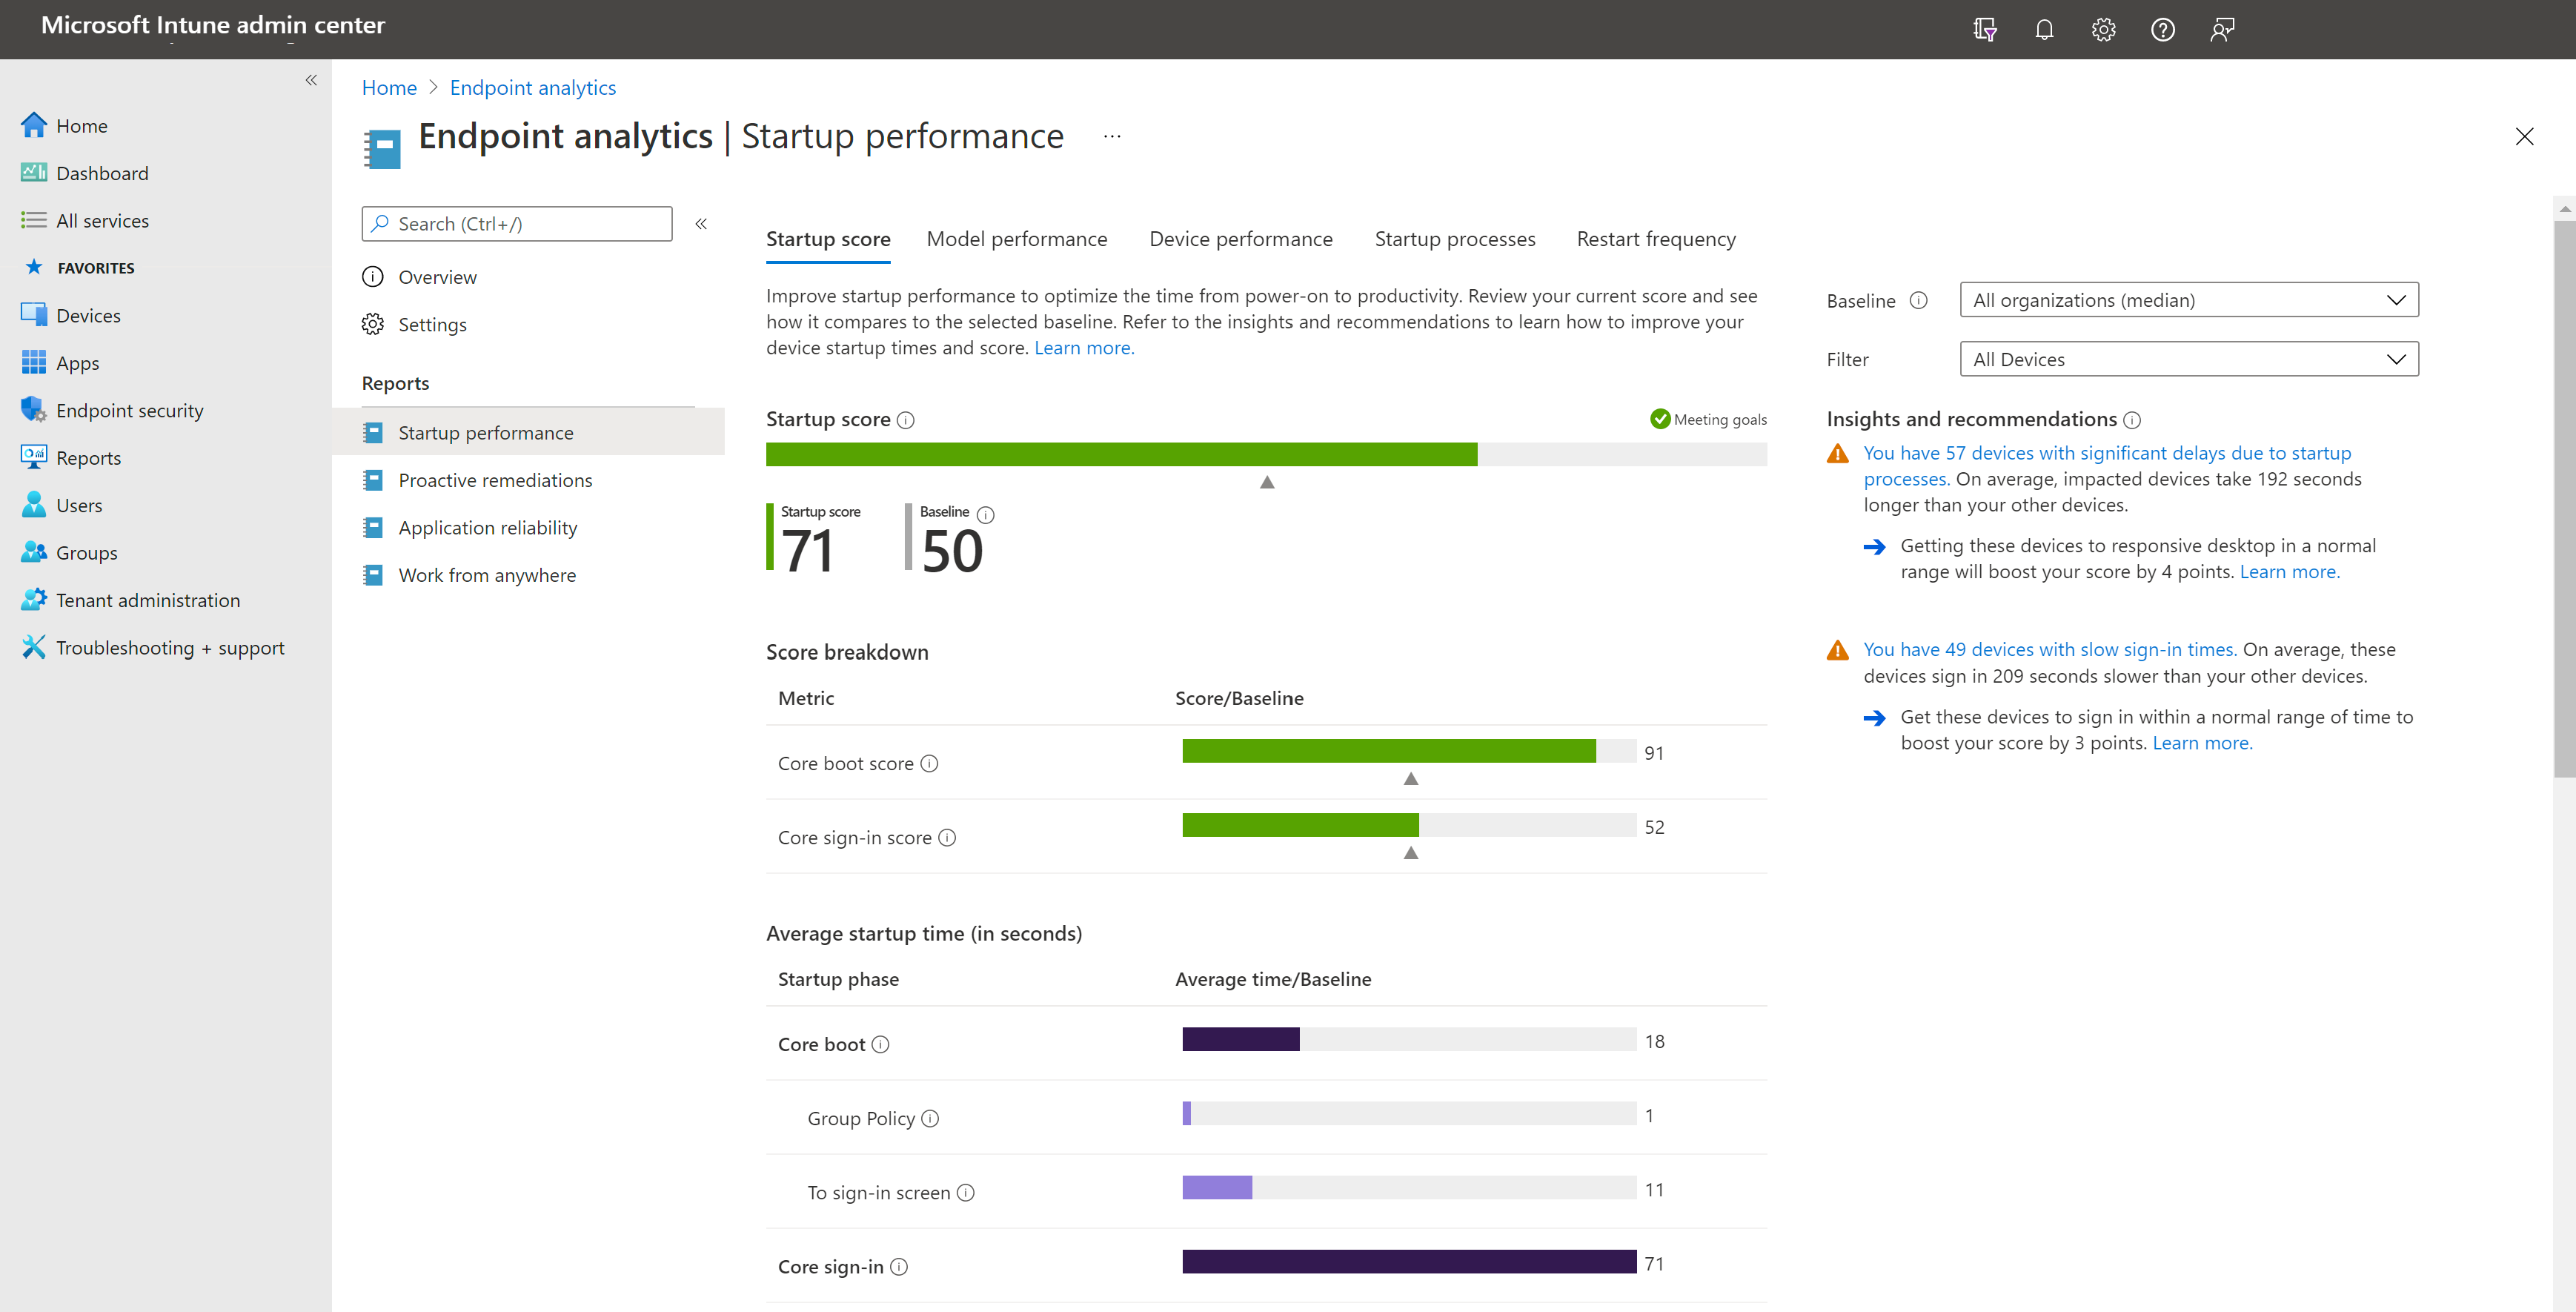 Microsoft Intune admin center
Home
Dashboard
All services
FAVORITES
Devices
Apps
Endpoint security
Reports
Users
Groups
Tenant administration
Troubleshooting + support
Home > Endpoint analytics
Endpoint analytics | Startup performance ...
Search (Ctrl+/)
Overview
Settings
Reports
Startup performance
Proactive remediations
Application reliability
Work from anywhere
Startup score Model performance Device performance Startup processes Restart frequency
Improve startup performance to optimize the time from power-on to productivity. Review your current score and see
how it compares to the selected baseline. Refer to the insights and recommendations to learn how to improve your
device startup times and score. Learn more.
Startup score
Meeting goals
Startup score
71
Baseline
50
Score breakdown
Metric Score/Baseline
Core boot score 91
Core sign-in score 52
Average startup time (in seconds)
Startup phase Average time/Baseline
Core boot 18
Group Policy 1
To sign-in screen 11
Core sign-in 71
Baseline All organizations (median)
Filter All Devices
Insights and recommendations
You have 57 devices with significant delays due to startup
processes. On average, impacted devices take 192 seconds
longer than your other devices.
Getting these devices to responsive desktop in a normal
range will boost your score by 4 points. Learn more.
You have 49 devices with slow sign-in times. On average, these
devices sign in 209 seconds slower than your other devices.
Get these devices to sign in within a normal range of time to
boost your score by 3 points. Learn more.